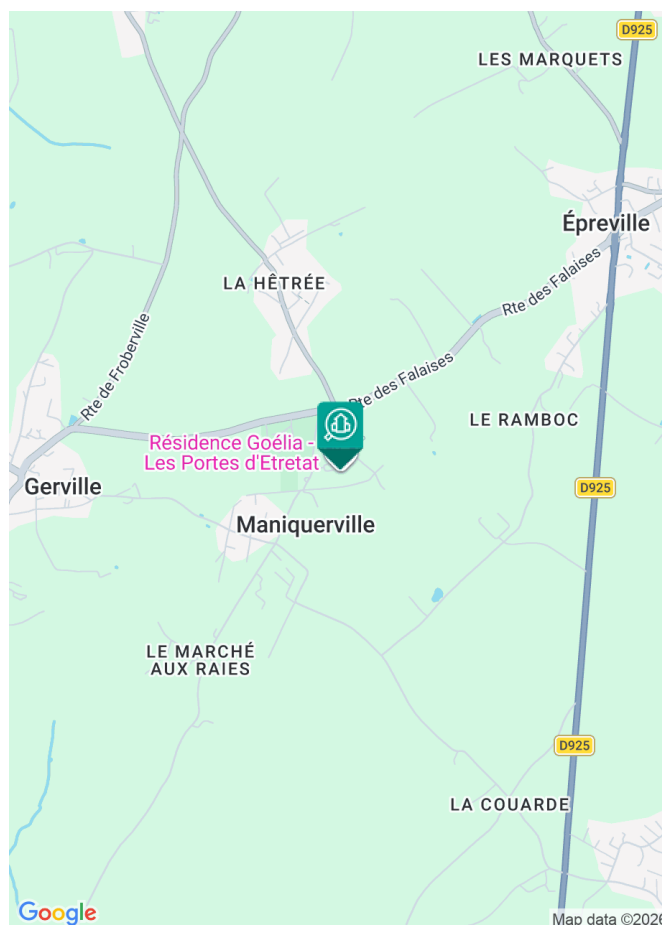 D925
LES MARQUETS
Épreville
Rte des Falaises
LA HÊTRÉE
Rte de Froberville
Rte des Falaises
LE RAMBOC
Résidence Goélia -
Les Portes d'Etretat
Gerville
D925
Maniquerville
LE MARCHÉ
AUX RAIES
D925
LA COUARDE
Google
Map data ©2026